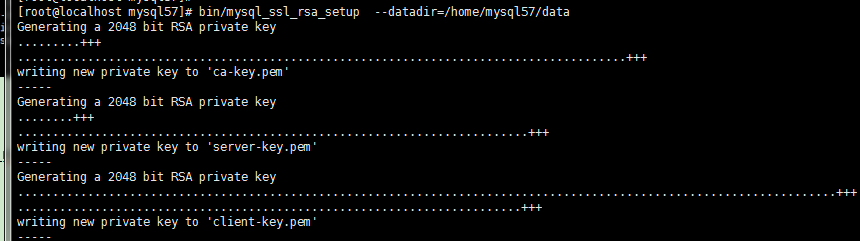 [root@localhost mysql57]# bin/mysql_ssl_rsa_setup  --datadir=/home/mysql57/data
Generating a 2048 bit RSA private key
.........+++
.......................................................................................+++
writing new private key to 'ca-key.pem'
-----
Generating a 2048 bit RSA private key
........+++
.........................................................................+++
writing new private key to 'server-key.pem'
-----
Generating a 2048 bit RSA private key
.....................................................................................................................+++
........................................................................+++
writing new private key to 'client-key.pem'
-----